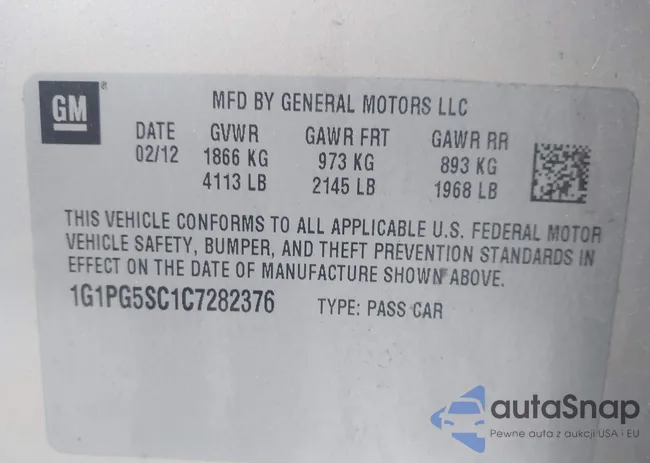 GM®
MFD BY GENERAL MOTORS LLC
DATE GVWR GAWR FRT GAWR RR
02/12 1866 KG 973 KG 893 KG
4113 LB 2145 LB 1968 LB
THIS VEHICLE CONFORMS TO ALL APPLICABLE U.S. FEDERAL MOTOR
VEHICLE SAFETY, BUMPER, AND THEFT PREVENTION STANDARDS IN
EFFECT ON THE DATE OF MANUFACTURE SHOWN ABOVE.
1G1PG5SC1C7282376 TYPE: PASS CAR
autaSnap
Pewne auta z aukcji USA i EU